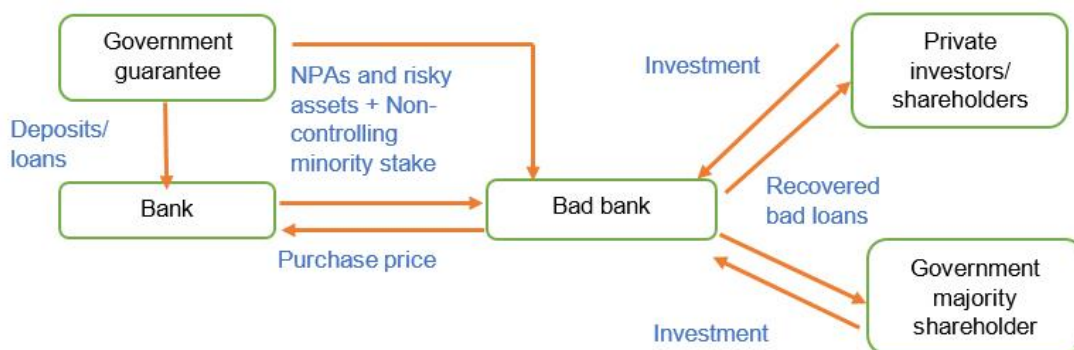 Government
guarantee
NPAs and risky
assets + Non-
controlling
minority stake
Investment
Private
investors/
shareholders
Deposits/
loans
Bank
Bad bank
Recovered
bad loans
Purchase price
Government
majority
shareholder
Investment